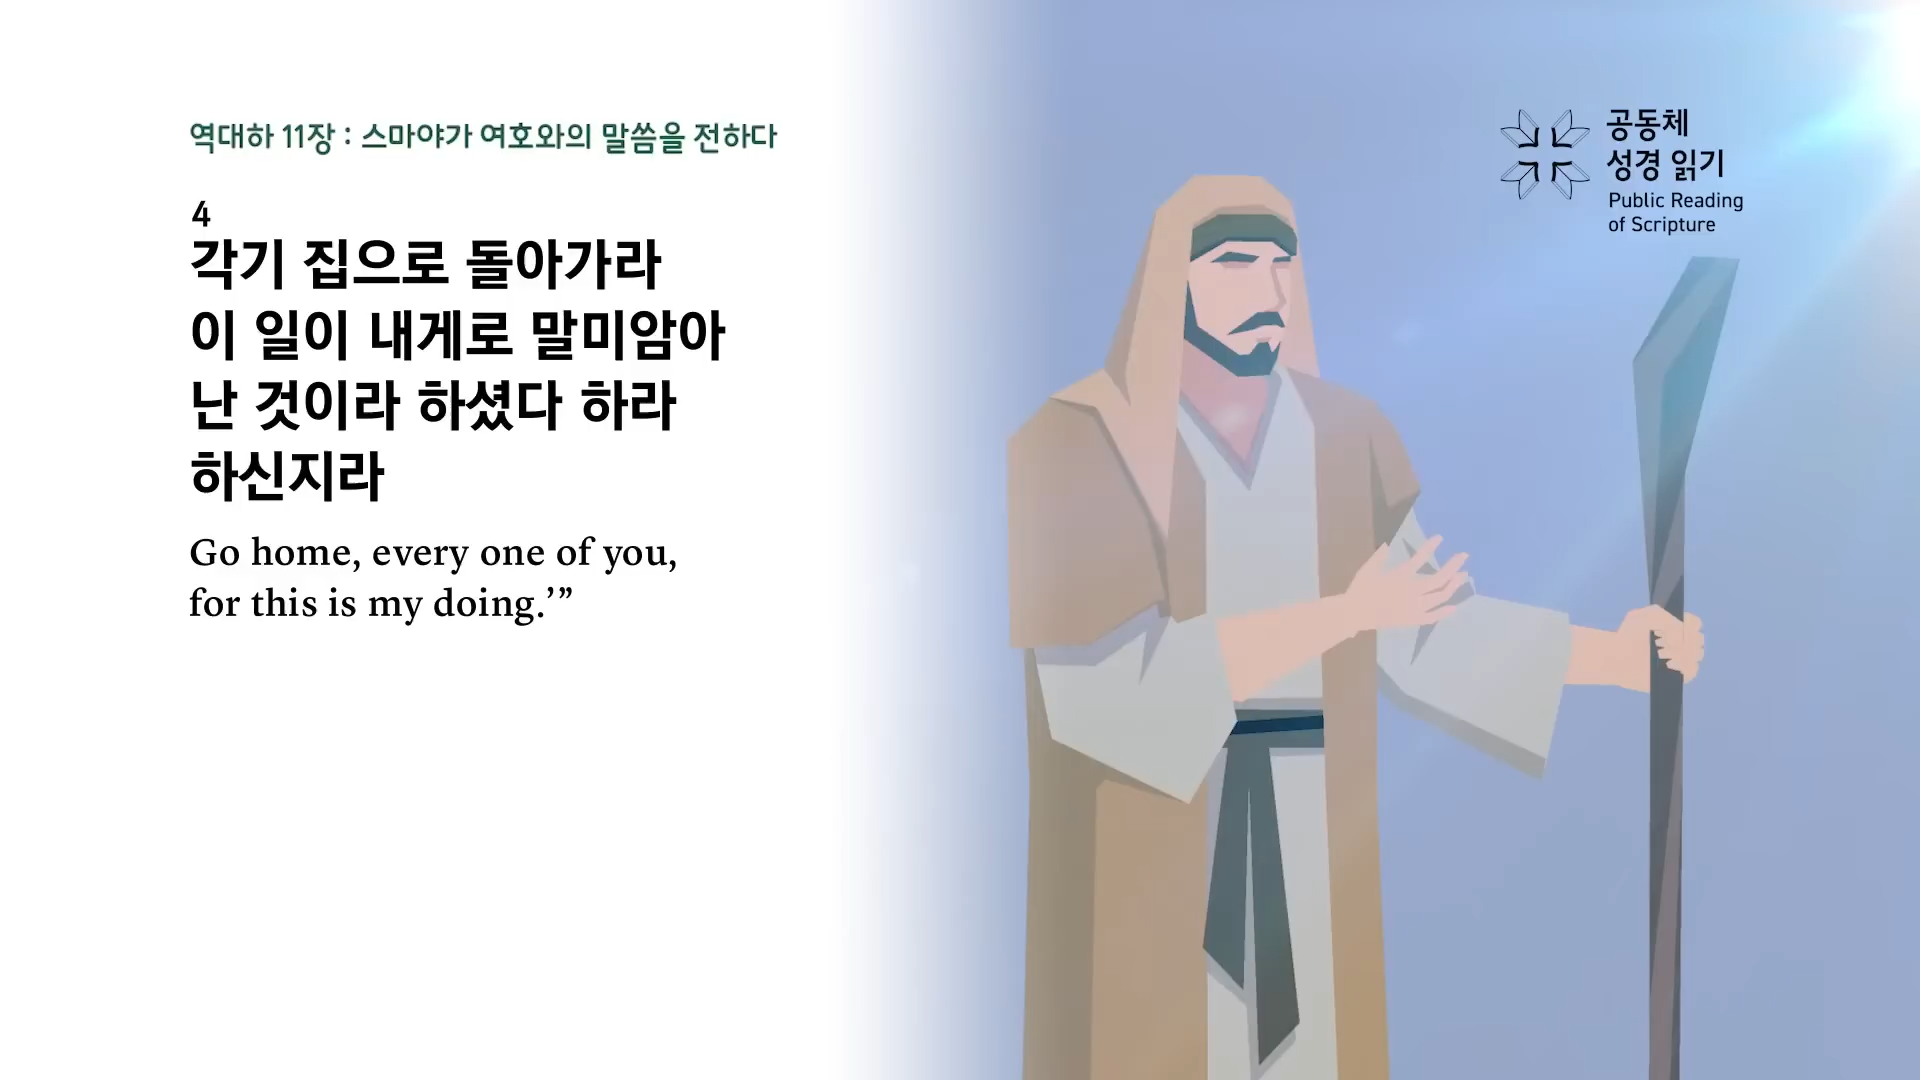 역대하 11장 : 스마야가 여호와의 말씀을 전하다
4
각기 집으로 돌아가라
이 일이 내게로 말미암아
난 것이라 하셨다 하라
하신지라
Go home, every one of you,
for this is my doing.’”
공동체
성경 읽기
Public Reading
of Scripture